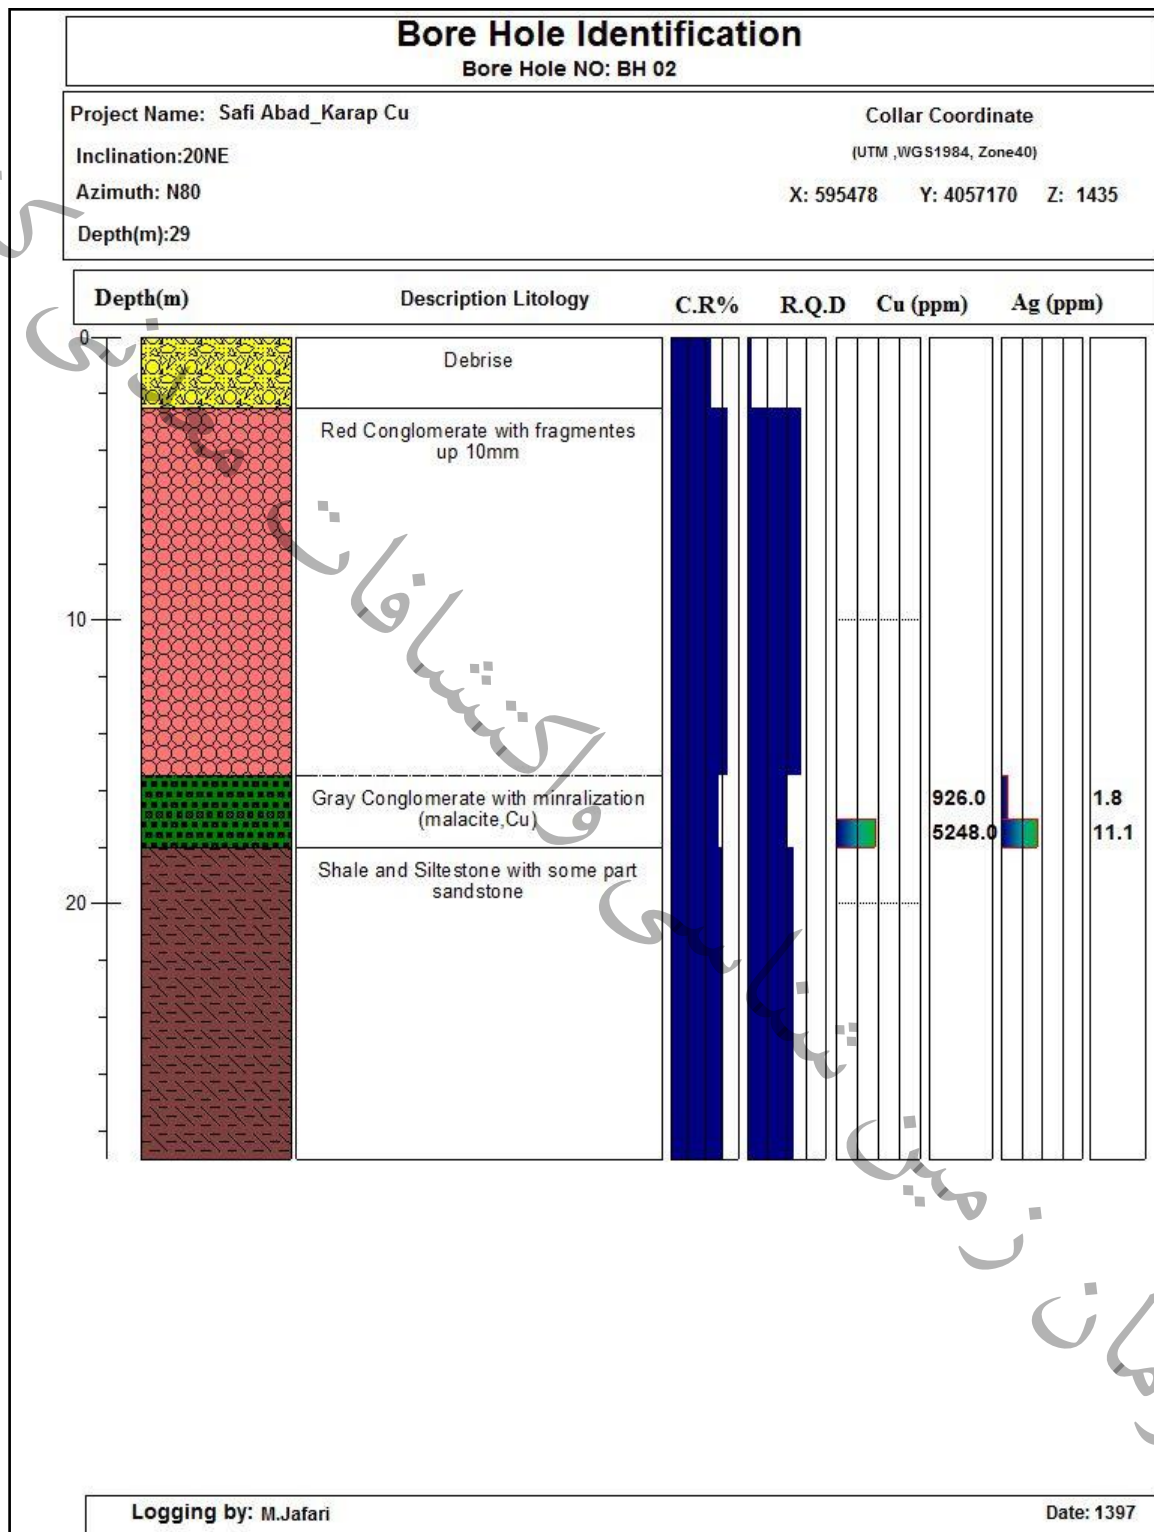 Bore Hole Identification
Bore Hole NO: BH 02
Project Name: Safi Abad_Karap Cu
Collar Coordinate
Inclination:20NE
(UTM ,WGS1984, Zone40)
Azimuth: N80
X: 595478 Y: 4057170 Z: 1435
Depth(m):29
Depth(m) Description Litology C.R% R.Q.D Cu (ppm) Ag (ppm)
0
Debrise
Red Conglomerate with fragmentes
up 10mm
10
Gray Conglomerate with minralization
(malacite,Cu)
926.0 1.8
5248.0 11.1
Shale and Siltestone with some part
sandstone
20
زمین شناسی و اکتشافات
Logging by: M.Jafari Date: 1397